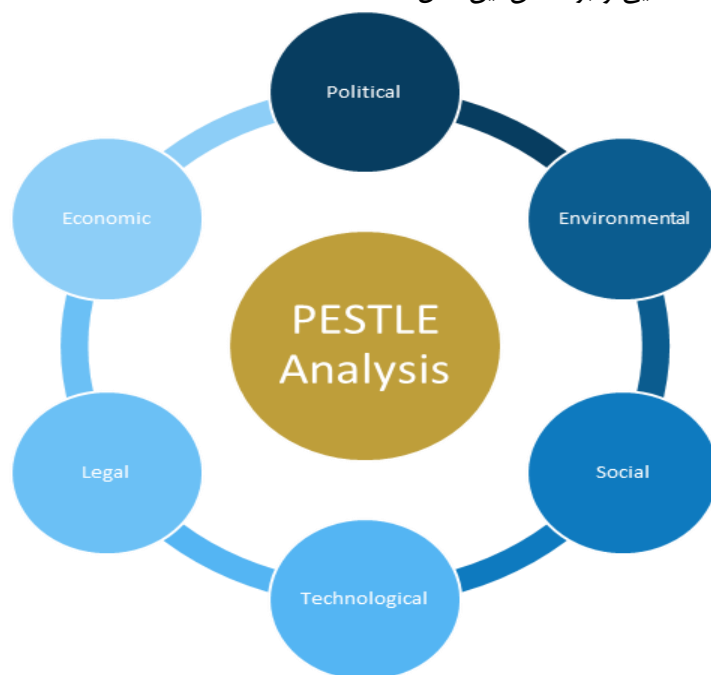 Political
Environmental
Economic
PESTLE
Analysis
Legal
Social
Technological